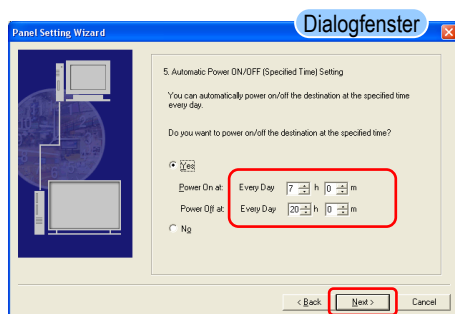 Dialogfenster
Panel Setting Wizard
5. Automatic Power ON/OFF (Specified Time) Setting
You can automatically power on/off the destination at the specified time
every day.
Do you want to power on/off the destination at the specified time?
Yes
Power On at: Every Day 7 h 0 m
Power Off at: Every Day 20 h 0 m
No
< Back Next > Cancel